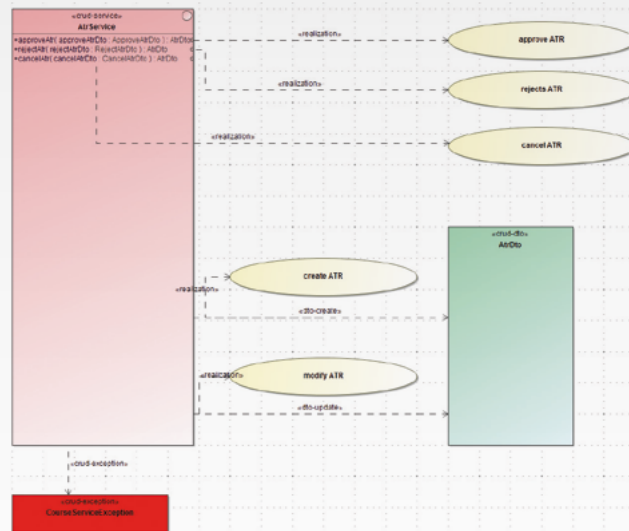 «crud-service»
AtrService
approveAtr( approveAtrDto : ApproveAtrDto ) : AtrDto
rejectAtr( rejectAtrDto : RejectAtrDto ) : AtrDto
cancelAtr( cancelAtrDto : CancelAtrDto ) : AtrDto
«realization»
approve ATR
«realization»
rejects ATR
«realization»
cancel ATR
«crud-dto»
AtrDto
create ATR
«realization»
«dto-create»
modify ATR
«realization»
«dto-update»
«crud-exception»
«crud-exception»
CourseServiceException